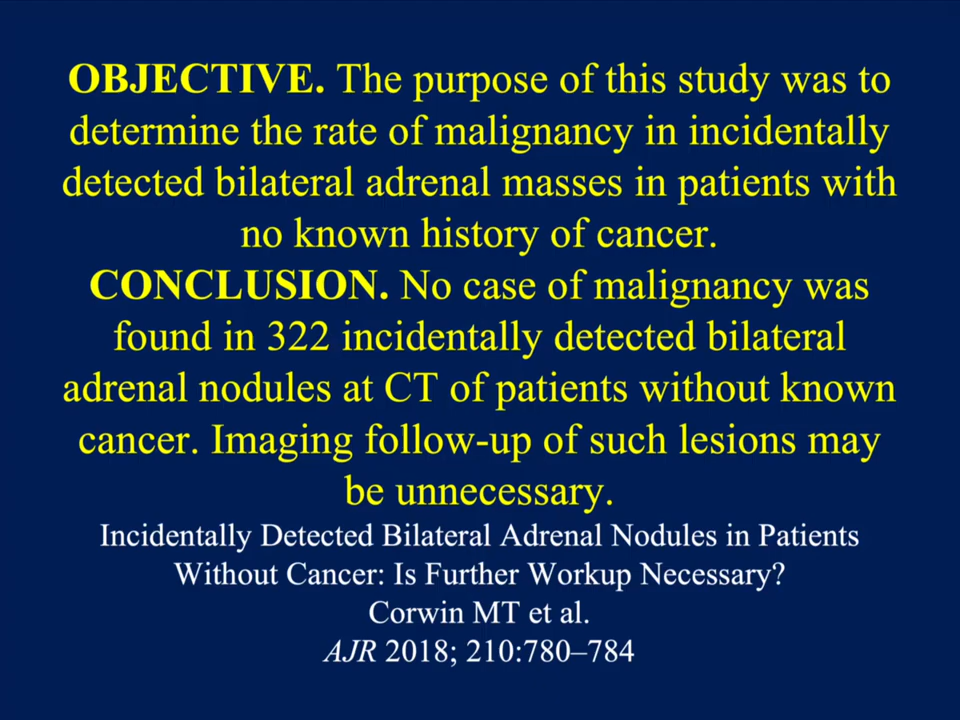 OBJECTIVE. The purpose of this study was to
determine the rate of malignancy in incidentally
detected bilateral adrenal masses in patients with
no known history of cancer.
CONCLUSION. No case of malignancy was
found in 322 incidentally detected bilateral
adrenal nodules at CT of patients without known
cancer. Imaging follow-up of such lesions may
be unnecessary.
Incidentally Detected Bilateral Adrenal Nodules in Patients
Without Cancer: Is Further Workup Necessary?
Corwin MT et al.
AJR 2018; 210:780–784